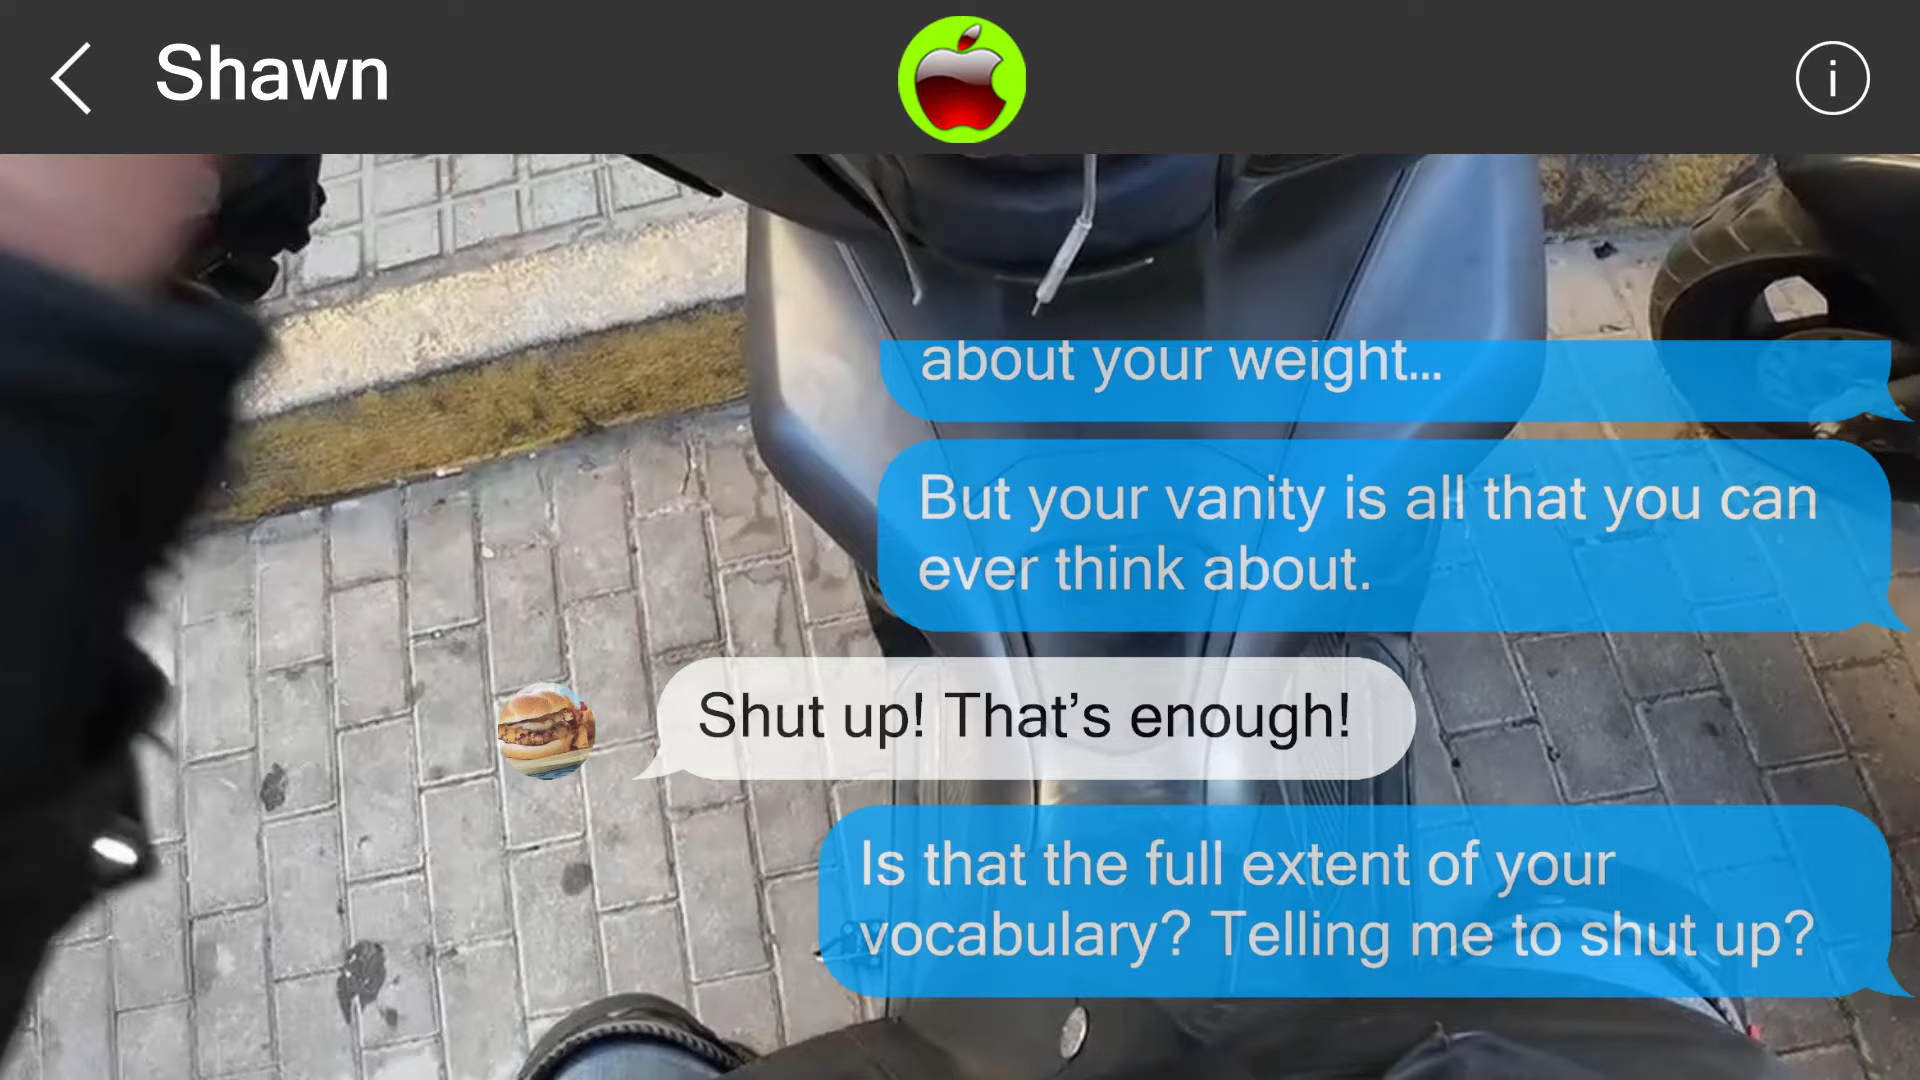 Shawn
i
about your weight...
But your vanity is all that you can
ever think about.
Shut up! That’s enough!
Is that the full extent of your
vocabulary? Telling me to shut up?